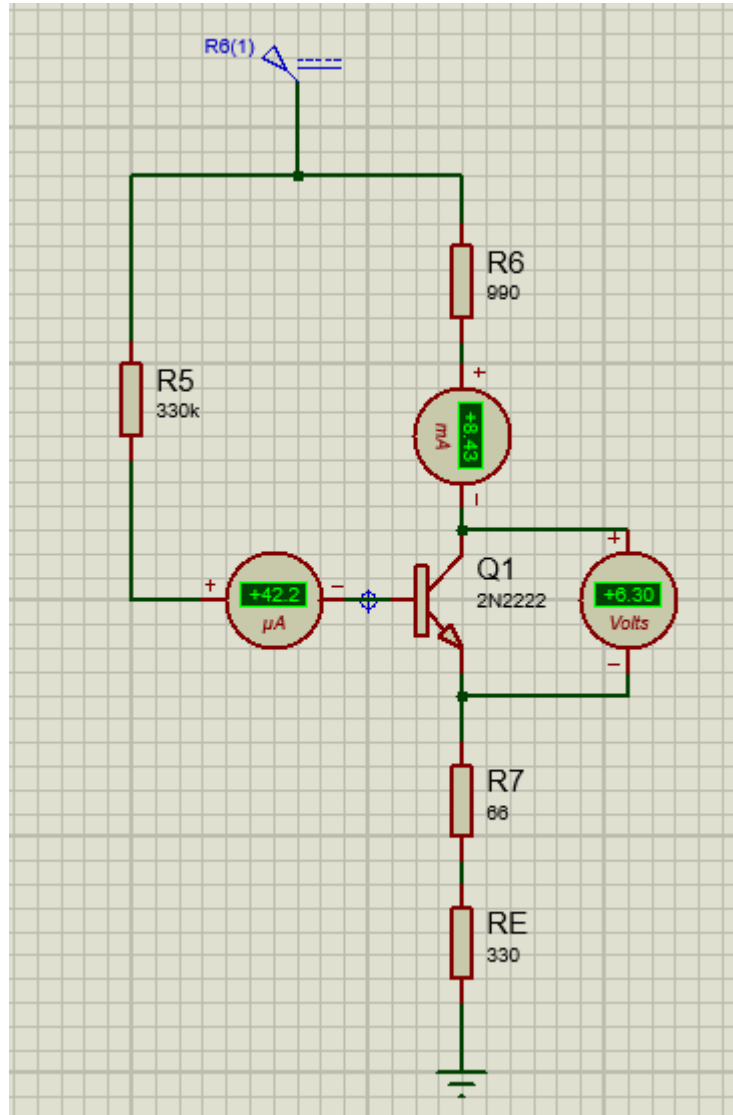 R6(1)
R6
990
+
+8.43
mA
−
R5
330k
+
+42.2
µA
−
Q1
2N2222
+
+6.30
Volts
−
R7
66
RE
330